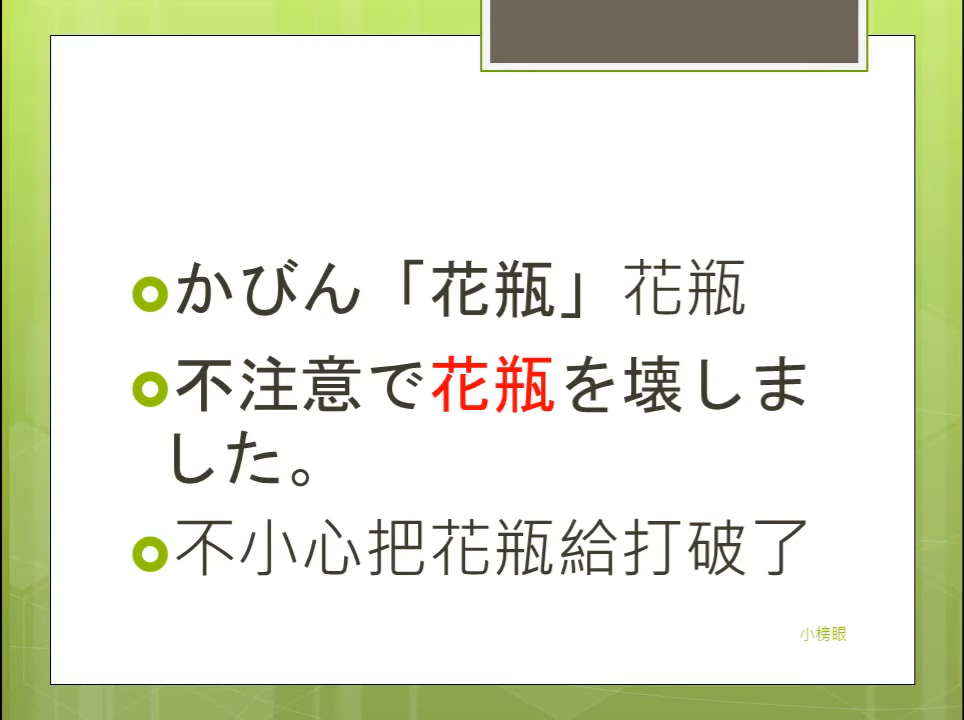 かびん「花瓶」花瓶
不注意で花瓶を壊しま
した。
不小心把花瓶給打破了
小榜眼